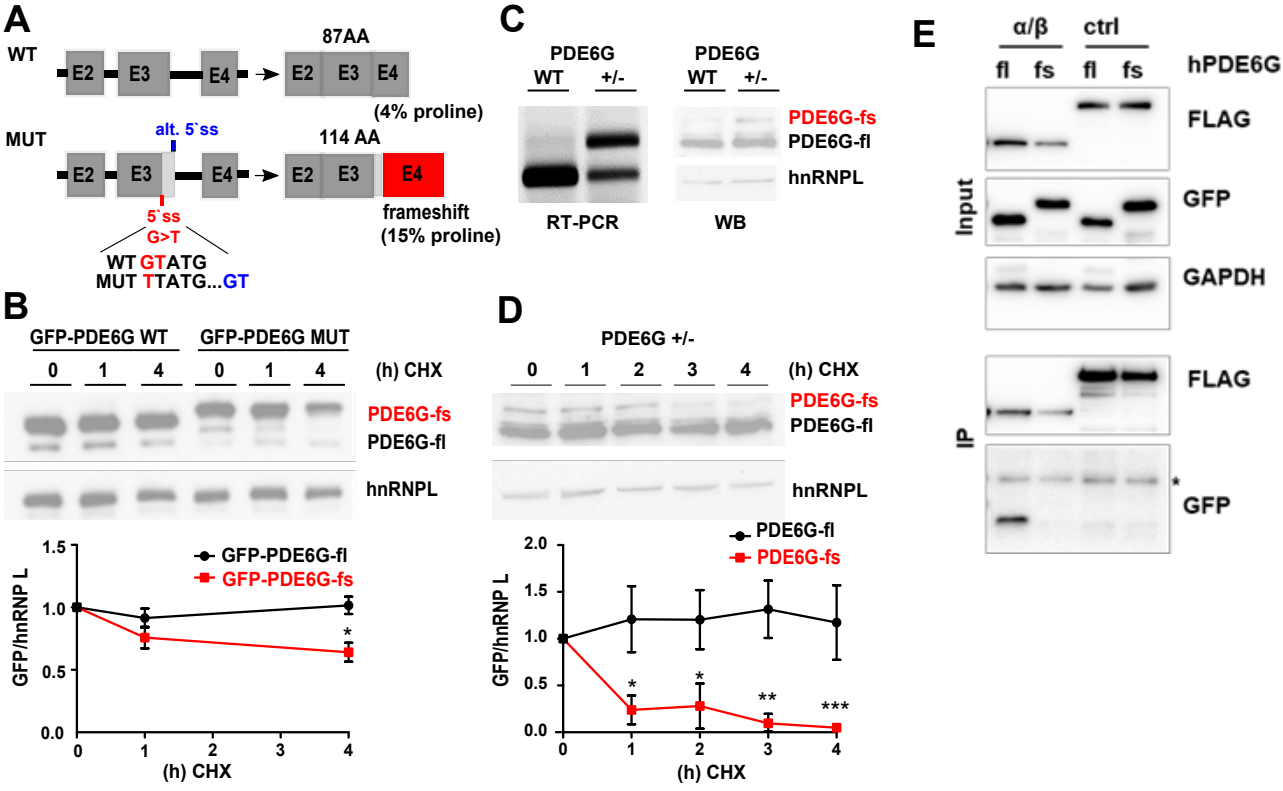 A
WT
E2
E3
E4
87AA
E2
E3
E4
(4% proline)
MUT
alt. 5`ss
E2
E3
E4
114 AA
E2
E3
E4
5`ss
G>T
frameshift
(15% proline)
WT GTATG
MUT TTATG...GT
B
GFP-PDE6G WT
GFP-PDE6G MUT
0 1 4 0 1 4 (h) CHX
PDE6G-fs
PDE6G-fl
hnRNPL
GFP/hnRNP L
1.5
1.0
0.5
0.0
GFP-PDE6G-fl
GFP-PDE6G-fs
*
0 1 2 3 4
(h) CHX
C
PDE6G
WT +/-
RT-PCR
PDE6G
WT +/-
PDE6G-fs
PDE6G-fl
hnRNPL
WB
D
PDE6G +/-
0 1 2 3 4 (h) CHX
PDE6G-fs
PDE6G-fl
hnRNPL
GFP/hnRNP L
2.0
1.5
1.0
0.5
0.0
PDE6G-fl
PDE6G-fs
* * ** ***
0 1 2 3 4
(h) CHX
E
α/β ctrl
fl fs fl fs hPDE6G
Input
FLAG
GFP
GAPDH
IP
FLAG
*
GFP